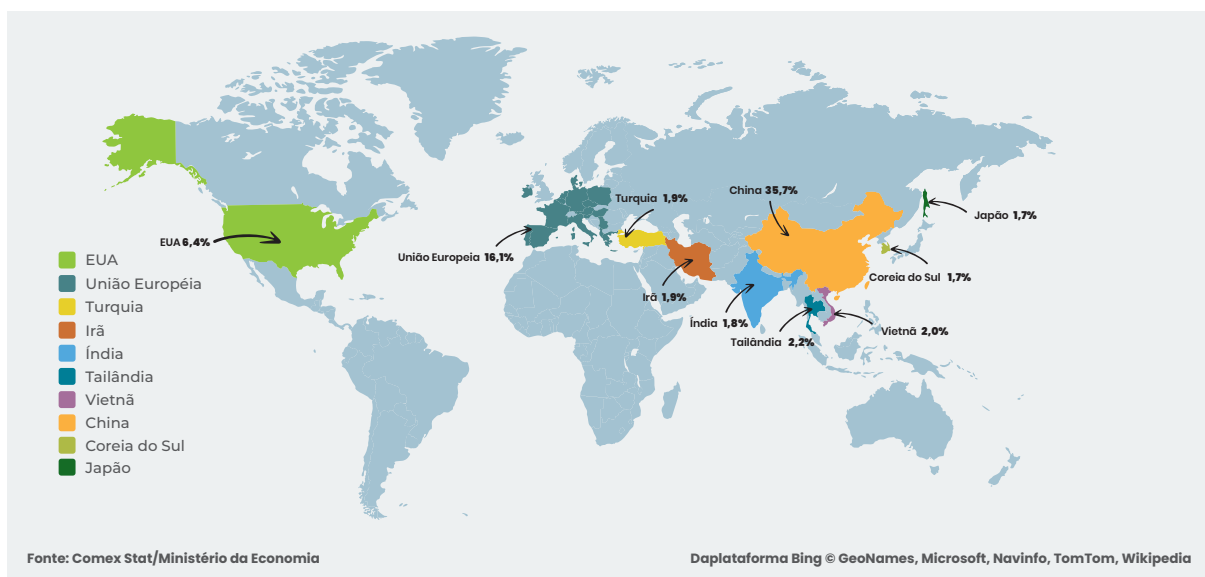 Turquia 1,9%
China 35,7%
Japão 1,7%
EUA 6,4%
União Europeia 16,1%
Coreia do Sul 1,7%
Irã 1,9%
Índia 1,8%
Vietnã 2,0%
Tailândia 2,2%
EUA
União Européia
Turquia
Irã
Índia
Tailândia
Vietnã
China
Coreia do Sul
Japão
Fonte: Comex Stat/Ministério da Economia
Daplataforma Bing © GeoNames, Microsoft, Navinfo, TomTom, Wikipedia